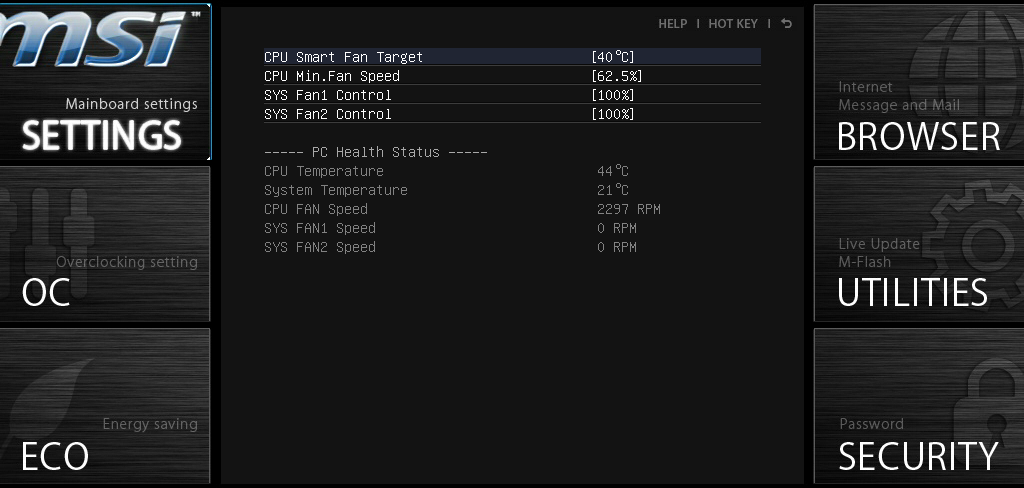 msi™
Mainboard settings
SETTINGS
Overclocking setting
OC
Energy saving
ECO
HELP | HOT KEY |
CPU Smart Fan Target [40°C]
CPU Min.Fan Speed [62.5%]
SYS Fan1 Control [100%]
SYS Fan2 Control [100%]
----- PC Health Status -----
CPU Temperature 44°C
System Temperature 21°C
CPU FAN Speed 2297 RPM
SYS FAN1 Speed 0 RPM
SYS FAN2 Speed 0 RPM
Internet
Message and Mail
BROWSER
Live Update
M-Flash
UTILITIES
Password
SECURITY